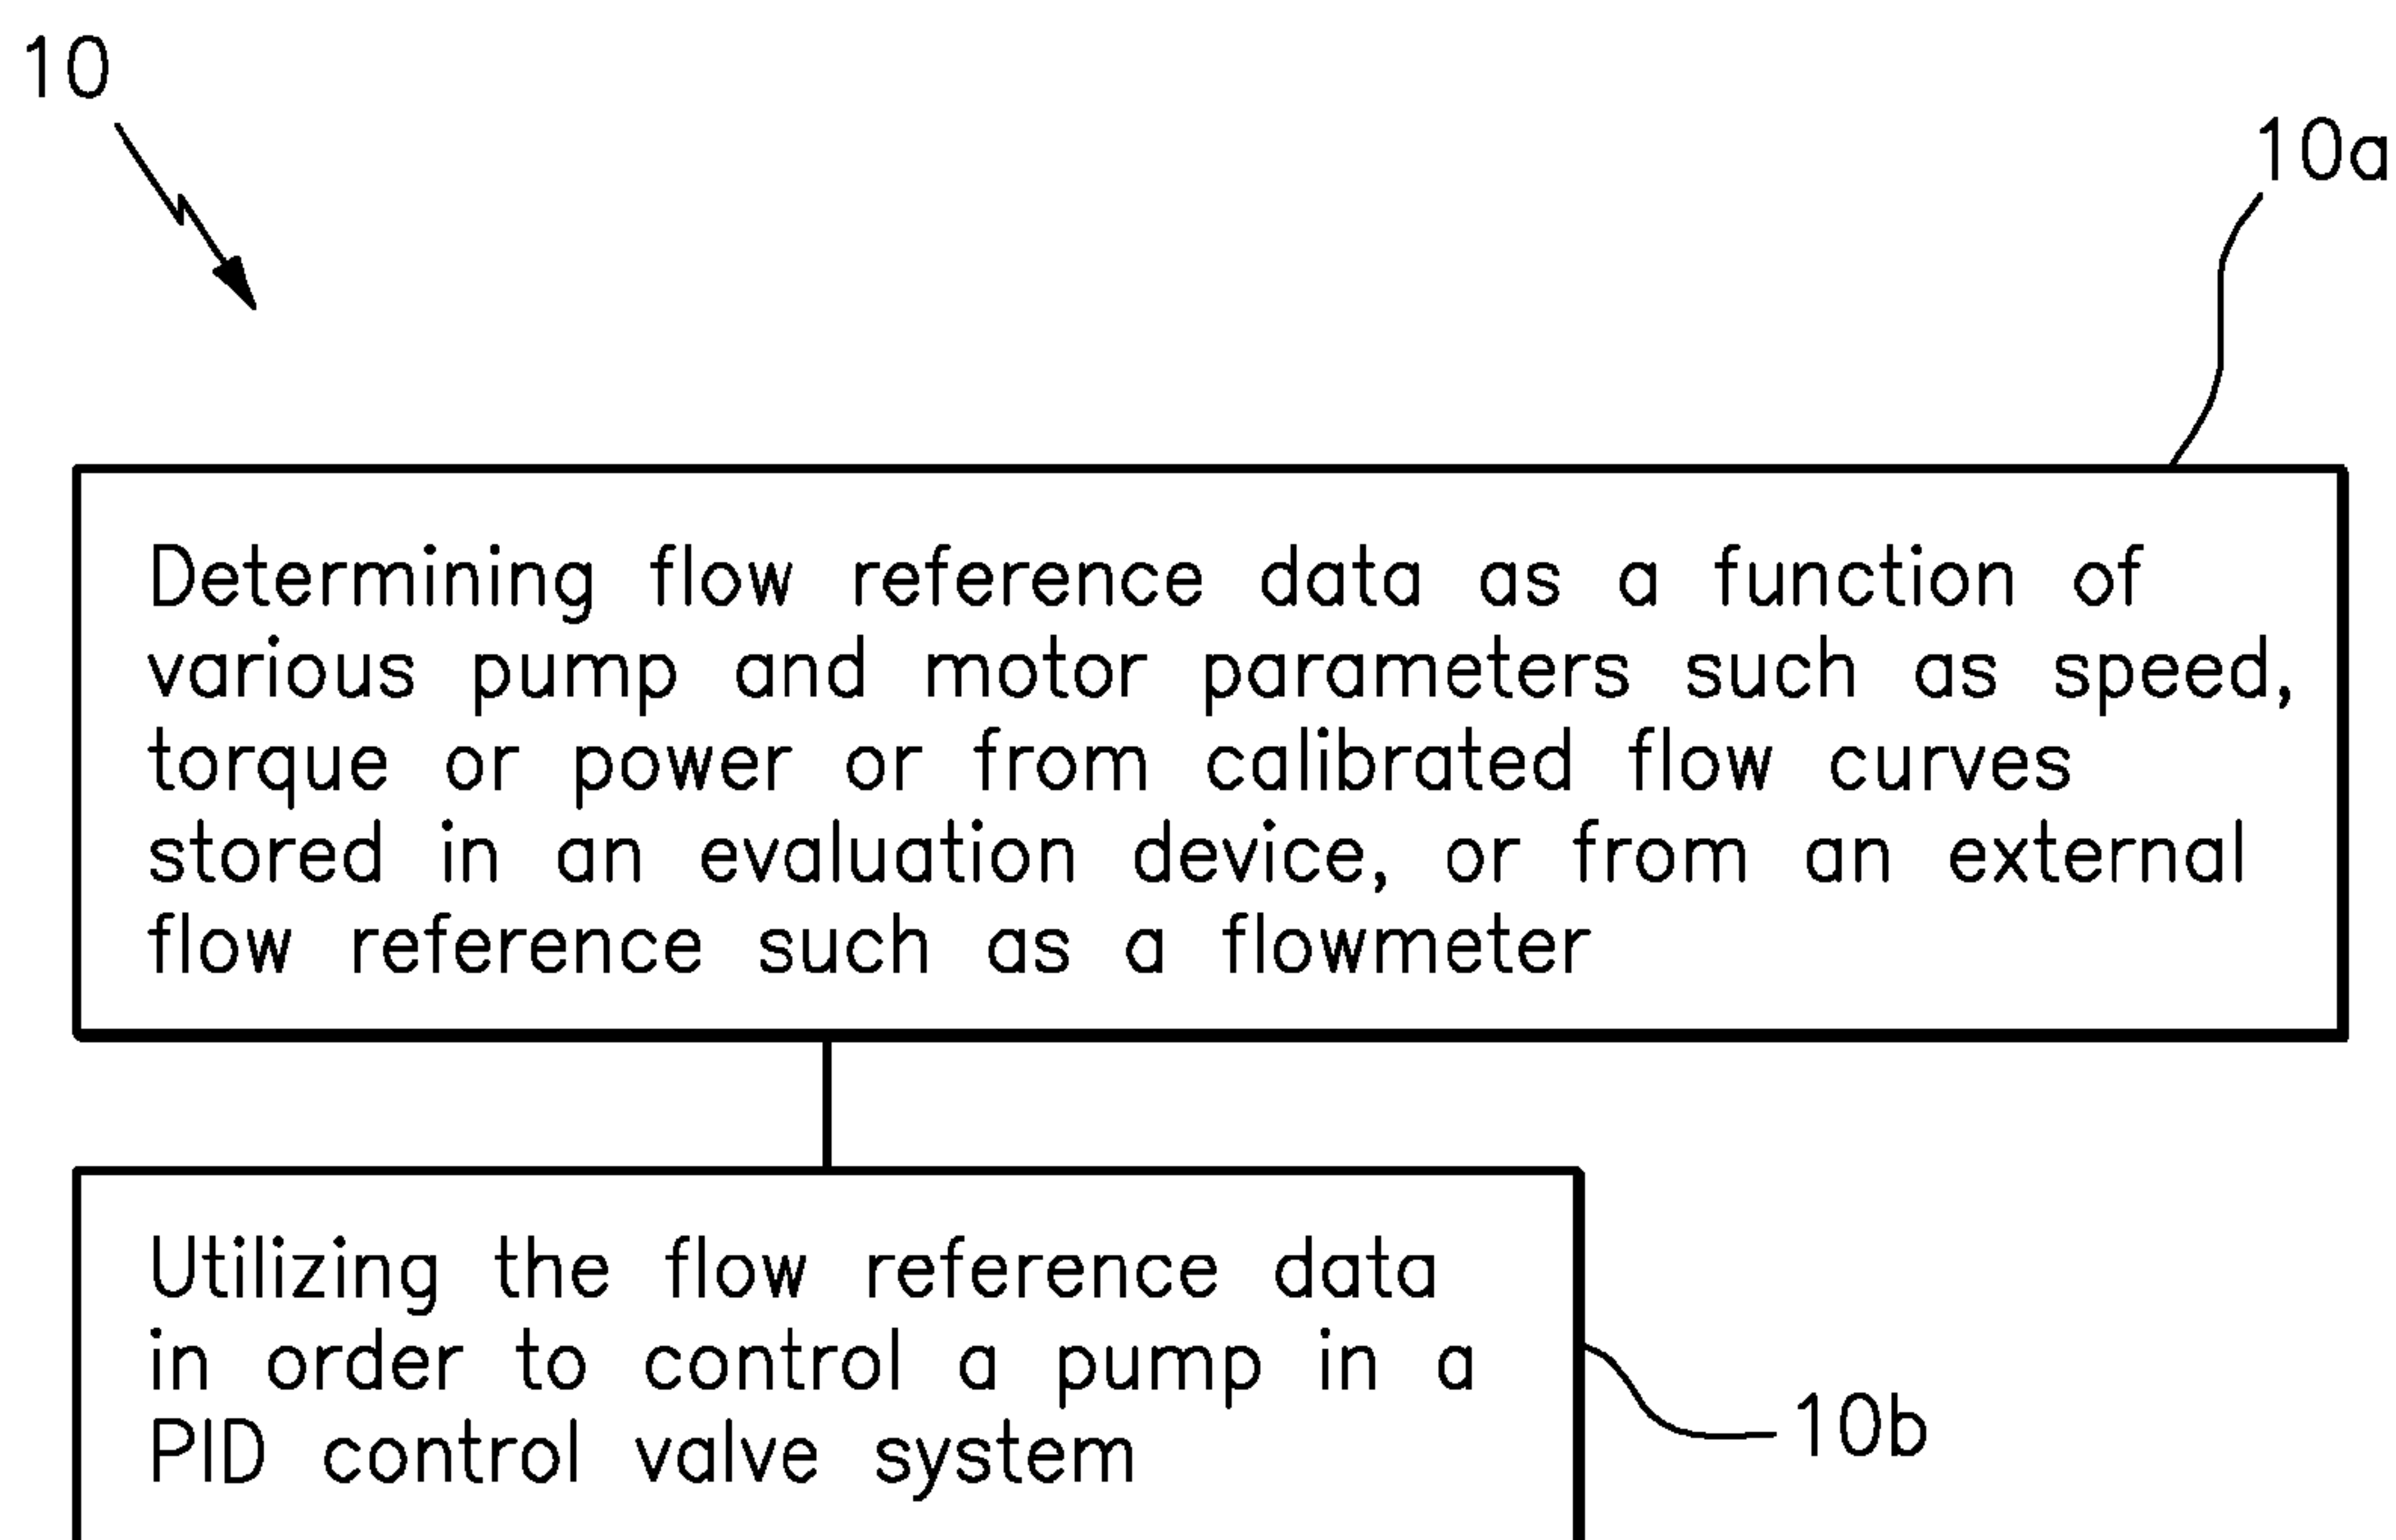 10
10a
Determining flow reference data as a function of
various pump and motor parameters such as speed,
torque or power or from calibrated flow curves
stored in an evaluation device, or from an external
flow reference such as a flowmeter
Utilizing the flow reference data
in order to control a pump in a
PID control valve system
10b